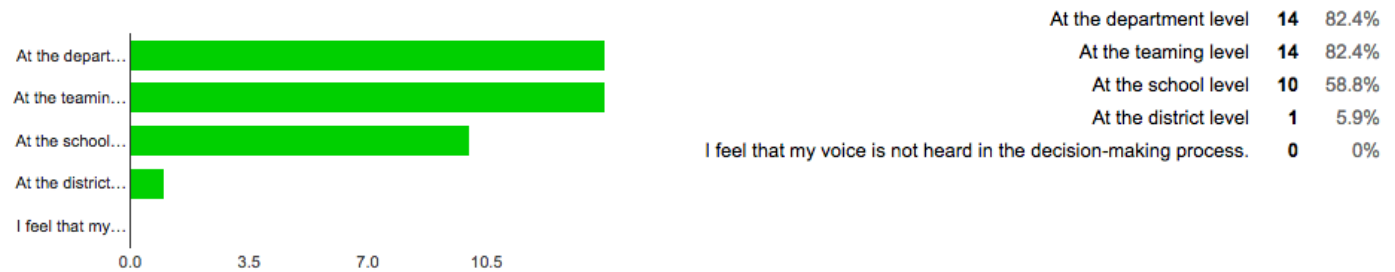 At the depart...
At the teamin...
At the school...
At the district...
I feel that my...
0.0 3.5 7.0 10.5
At the department level 14 82.4%
At the teaming level 14 82.4%
At the school level 10 58.8%
At the district level 1 5.9%
I feel that my voice is not heard in the decision-making process. 0 0%